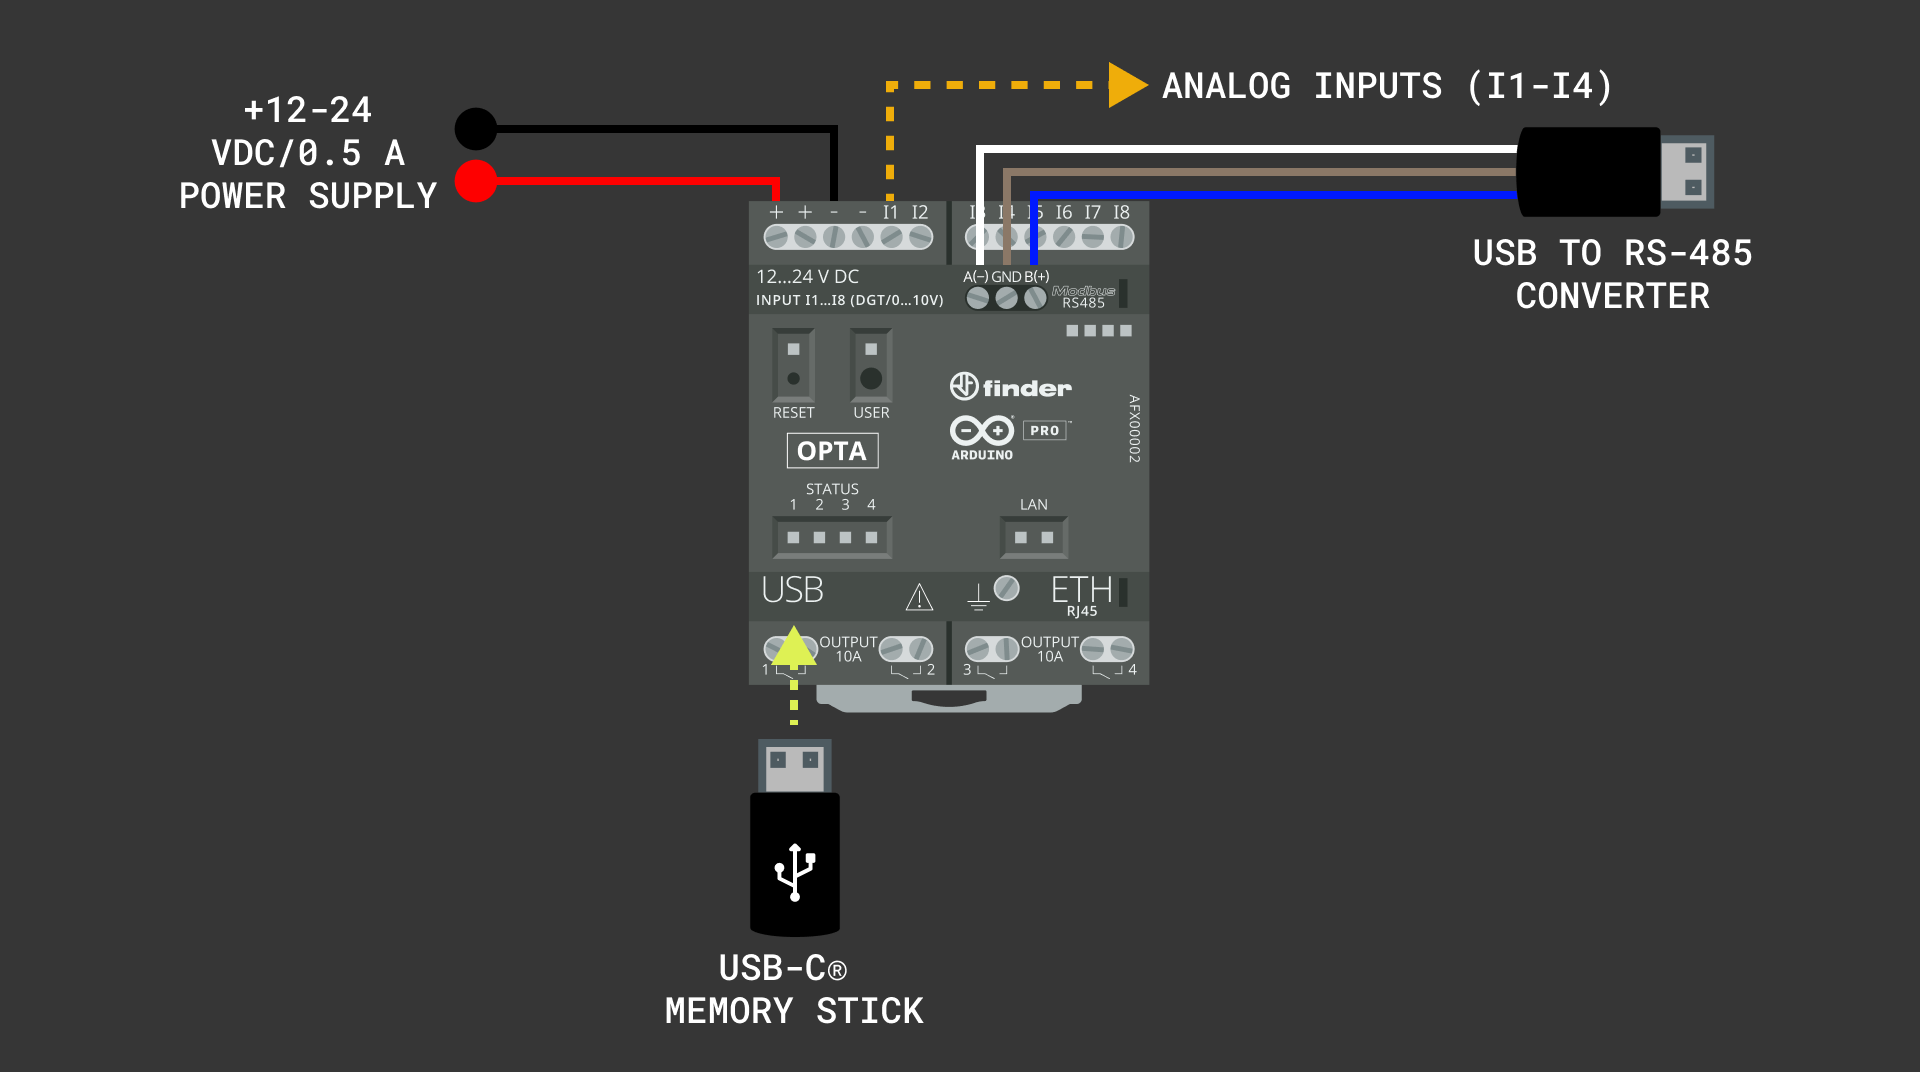 +12-24
VDC/0.5 A
POWER SUPPLY
ANALOG INPUTS (I1-I4)
USB TO RS-485
CONVERTER
+ + - - I1 I2 I3 I4 I5 I6 I7 I8
12...24 V DC
INPUT I1...I8 (DGT/0...10V)
A(-) GND B(+)
Modbus
RS485
RESET
USER
finder
OPTA
ARDUINO
PRO™
AFX00002
STATUS
1 2 3 4
LAN
USB
ETH
RJ45
OUTPUT
10A
1
2
OUTPUT
10A
3
4
USB-C®
MEMORY STICK